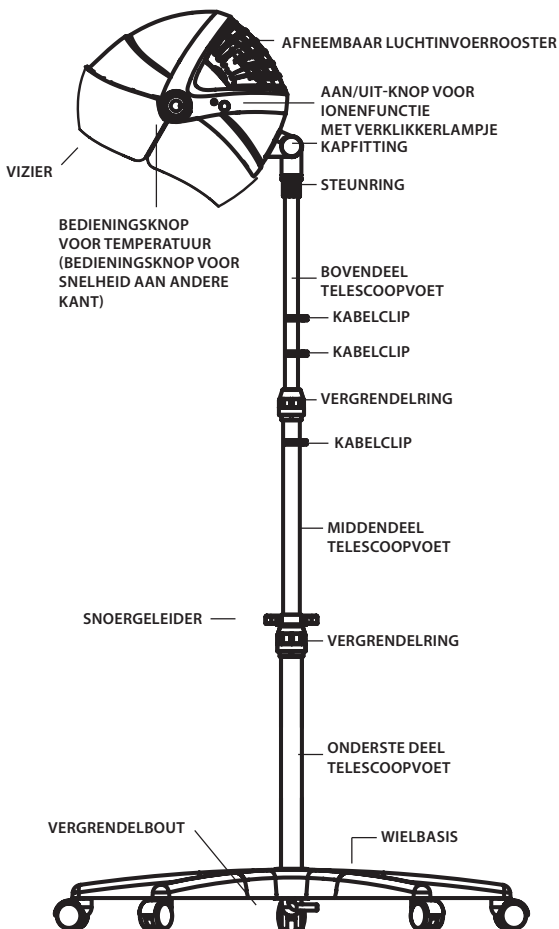 AFNEEMBAAR LUCHTINVOERROOSTER
AAN/UIT-KNOP VOOR
IONENFUNCTIE
MET VERKLIKKERLAMPJE
KAPFITTING
VIZIER
STEUNRING
BEDIENINGSKNOP
VOOR TEMPERATUUR
(BEDIENINGSKNOP VOOR
SNELHEID AAN ANDERE
KANT)
BOVENDEEL
TELESCOOPVOET
KABELCLIP
KABELCLIP
VERGRENDELRING
KABELCLIP
MIDDENDEEL
TELESCOOPVOET
SNOERGELEIDER
VERGRENDELRING
ONDERSTE DEEL
TELESCOOPVOET
VERGRENDELBOUT
WIELBASIS